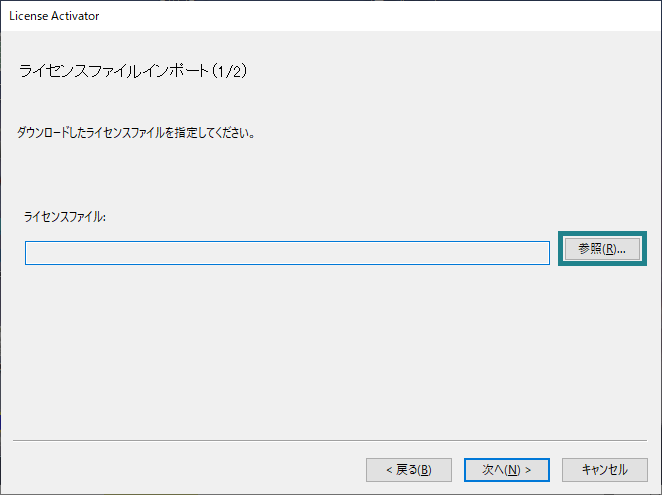 License Activator
ライセンスファイルインポート(1/2)
ダウンロードしたライセンスファイルを指定してください。
ライセンスファイル:
参照(R)...
< 戻る(B)
次へ(N) >
キャンセル